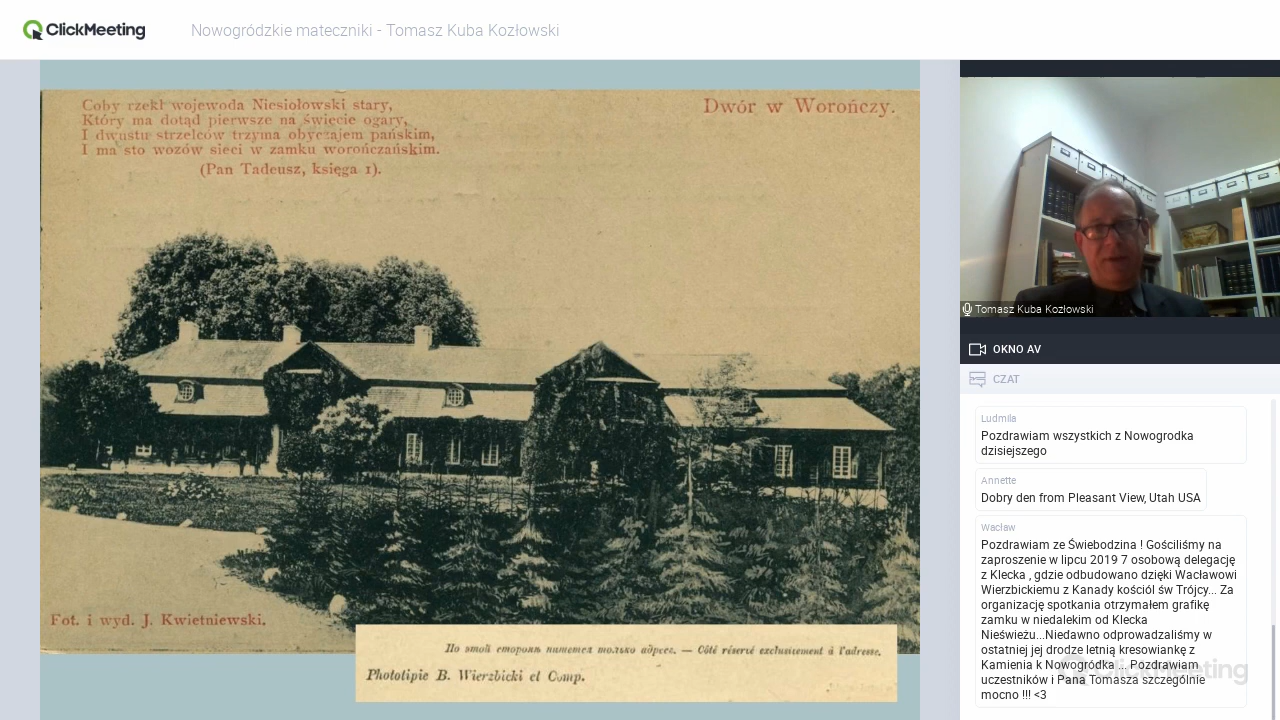 ClickMeeting
Nowogródzkie mateczniki - Tomasz Kuba Kozłowski
Coby rzekł wojewoda Niesiołowski stary,
Który ma dotąd pierwsze na święcie ogary,
I dwustu strzelców trzyma obyczajem pańskim,
I ma sto wozów sieci w zamku worończańskim.
(Pan Tadeusz, księga I).
Dwór w Worończy.
Fot. i wyd. J. Kwietniewski.
По этой сторонѣ пишется только адресъ. — Côté réservé exclusivement à l'adresse.
Phototipie B. Wierzbicki et Comp.
Tomasz Kuba Kozłowski
OKNO AV
CZAT
Ludmiła
Pozdrawiam wszystkich z Nowogrodka
dzisiejszego
Annette
Dobry den from Pleasant View, Utah USA
Wacław
Pozdrawiam ze Świebodzina ! Gościliśmy na
zaproszenie w lipcu 2019 7 osobową delegację
z Klecka , gdzie odbudowano dzięki Wacławowi
Wierzbickiemu z Kanady kościól św Trójcy... Za
organizację spotkania otrzymałem grafikę
zamku w niedalekim od Klecka
Nieświeżu...Niedawno odprowadzaliśmy w
ostatniej jej drodze letnią kresowiankę z
Kamienia k Nowogródka ... Pozdrawiam
uczestników i Pana Tomasza szczególnie
mocno !!! <3
ClickMeeting